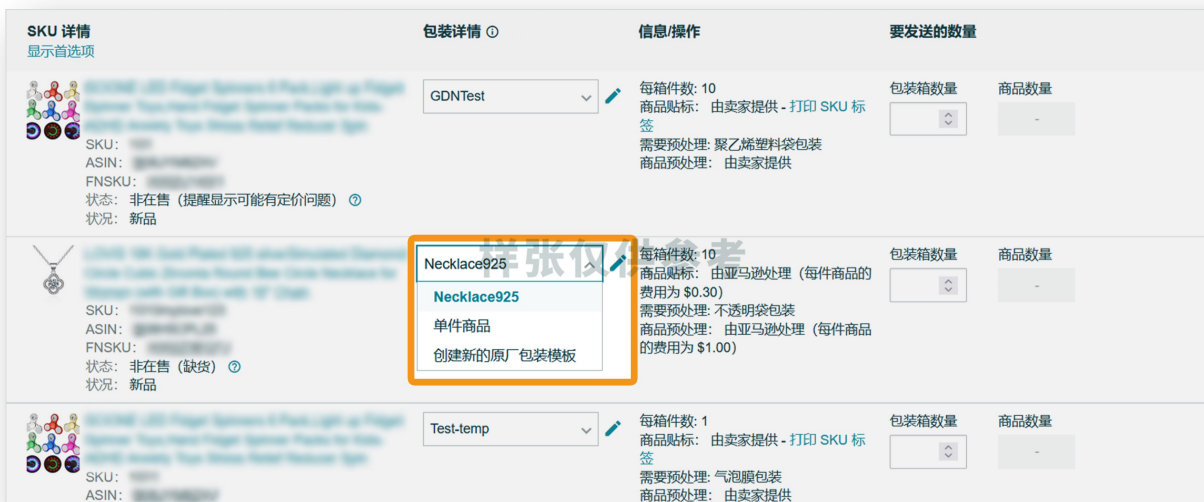 SKU 详情
显示首选项
包装详情
信息/操作
要发送的数量
GDNTest
每箱件数: 10
商品贴标： 由卖家提供 - 打印 SKU 标
签
需要预处理: 聚乙烯塑料袋包装
商品预处理： 由卖家提供
包装箱数量
商品数量
-
SKU：
ASIN：
FNSKU：
状态： 非在售（提醒显示可能有定价问题）
状况： 新品
样张仅供参考
Necklace925
Necklace925
单件商品
创建新的原厂包装模板
每箱件数: 10
商品贴标： 由亚马逊处理（每件商品的
费用为 $0.30）
需要预处理: 不透明袋包装
商品预处理： 由亚马逊处理（每件商品
的费用为 $1.00）
包装箱数量
商品数量
-
SKU：
ASIN：
FNSKU：
状态： 非在售（缺货）
状况： 新品
Test-temp
每箱件数: 1
商品贴标： 由卖家提供 - 打印 SKU 标
签
需要预处理: 气泡膜包装
商品预处理： 由卖家提供
包装箱数量
商品数量
-
SKU：
ASIN：